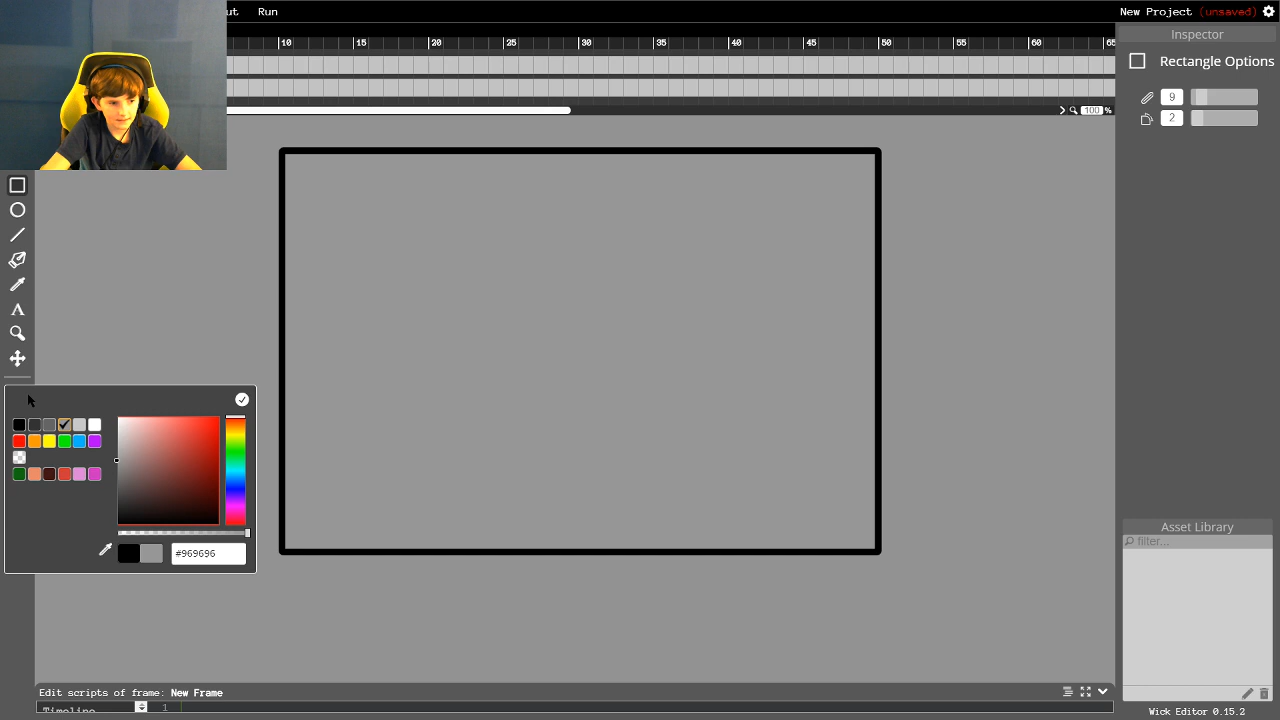 ut Run New Project (unsaved)
10 15 20 25 30 35 40 45 50 55 60 65
Inspector
Rectangle Options
9
2
100 %
#969696
Asset Library
filter...
Edit scripts of frame: New Frame
Timeline 1
Wick Editor 0.15.2